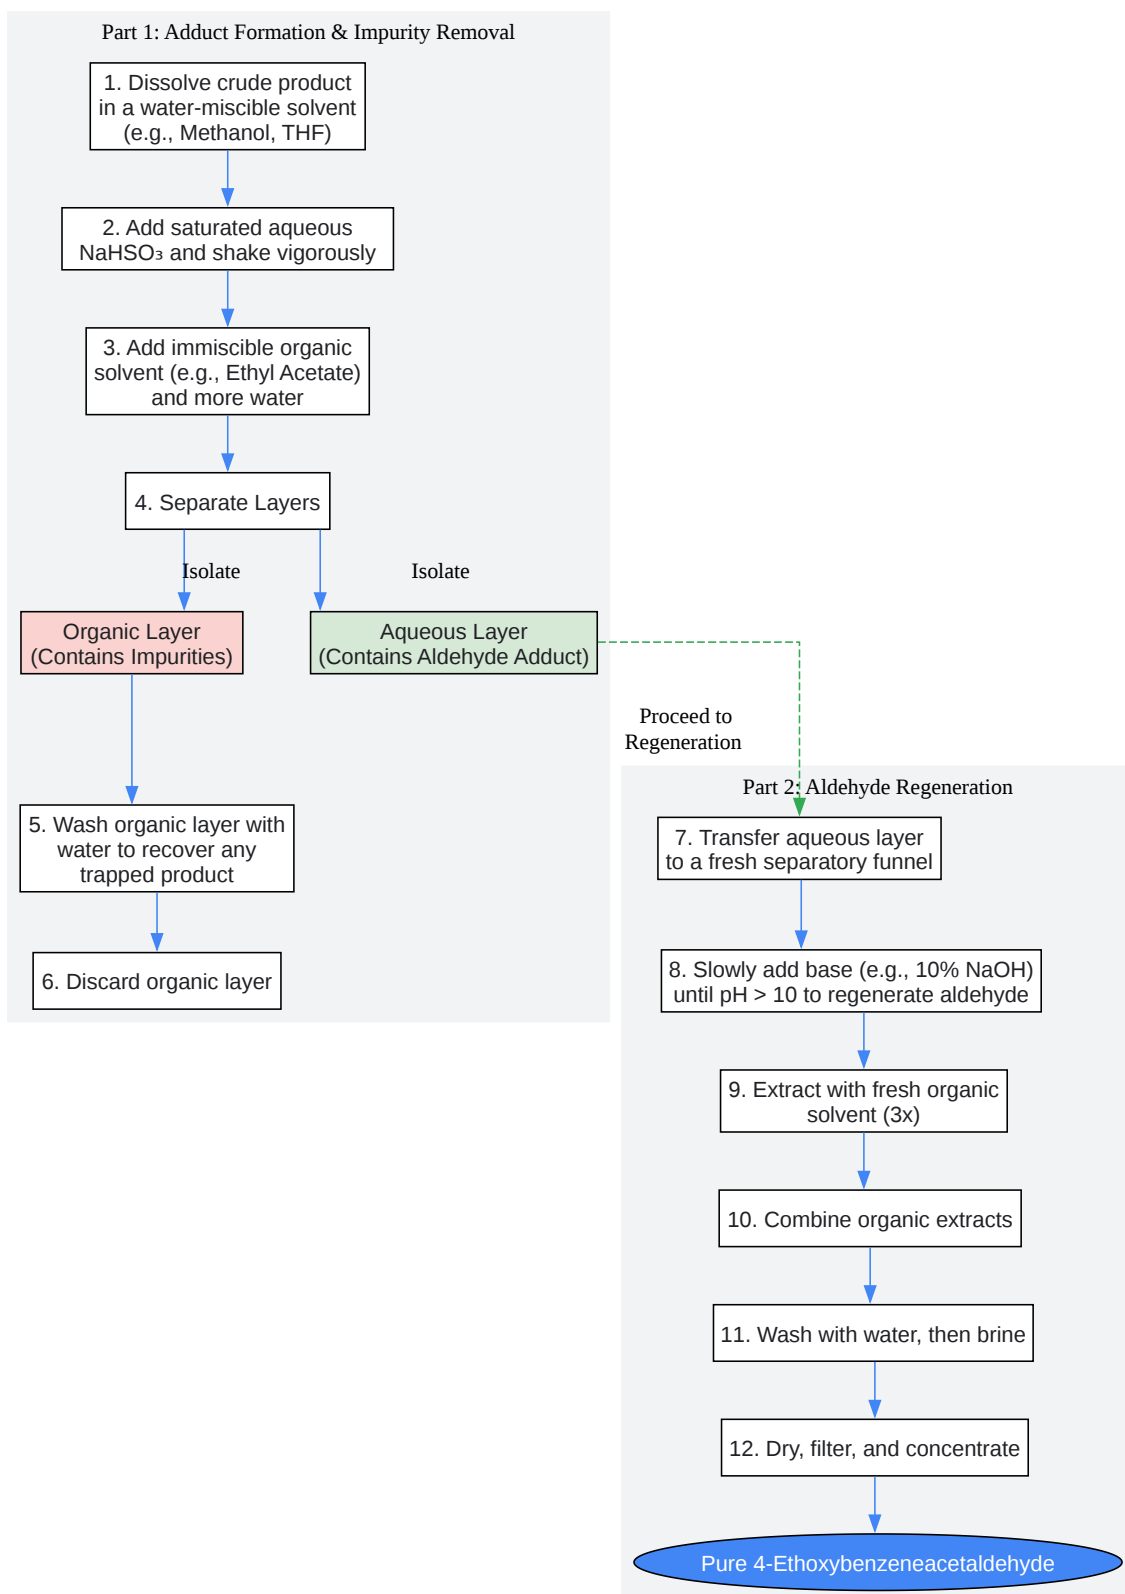 Part 1: Adduct Formation & Impurity Removal
1. Dissolve crude product
in a water-miscible solvent
(e.g., Methanol, THF)
2. Add saturated aqueous
NaHSO₃ and shake vigorously
3. Add immiscible organic
solvent (e.g., Ethyl Acetate)
and more water
4. Separate Layers
Isolate
Isolate
Organic Layer
(Contains Impurities)
Aqueous Layer
(Contains Aldehyde Adduct)
5. Wash organic layer with
water to recover any
trapped product
6. Discard organic layer
Proceed to
Regeneration
Part 2: Aldehyde Regeneration
7. Transfer aqueous layer
to a fresh separatory funnel
8. Slowly add base (e.g., 10% NaOH)
until pH > 10 to regenerate aldehyde
9. Extract with fresh organic
solvent (3x)
10. Combine organic extracts
11. Wash with water, then brine
12. Dry, filter, and concentrate
Pure 4-Ethoxybenzeneacetaldehyde